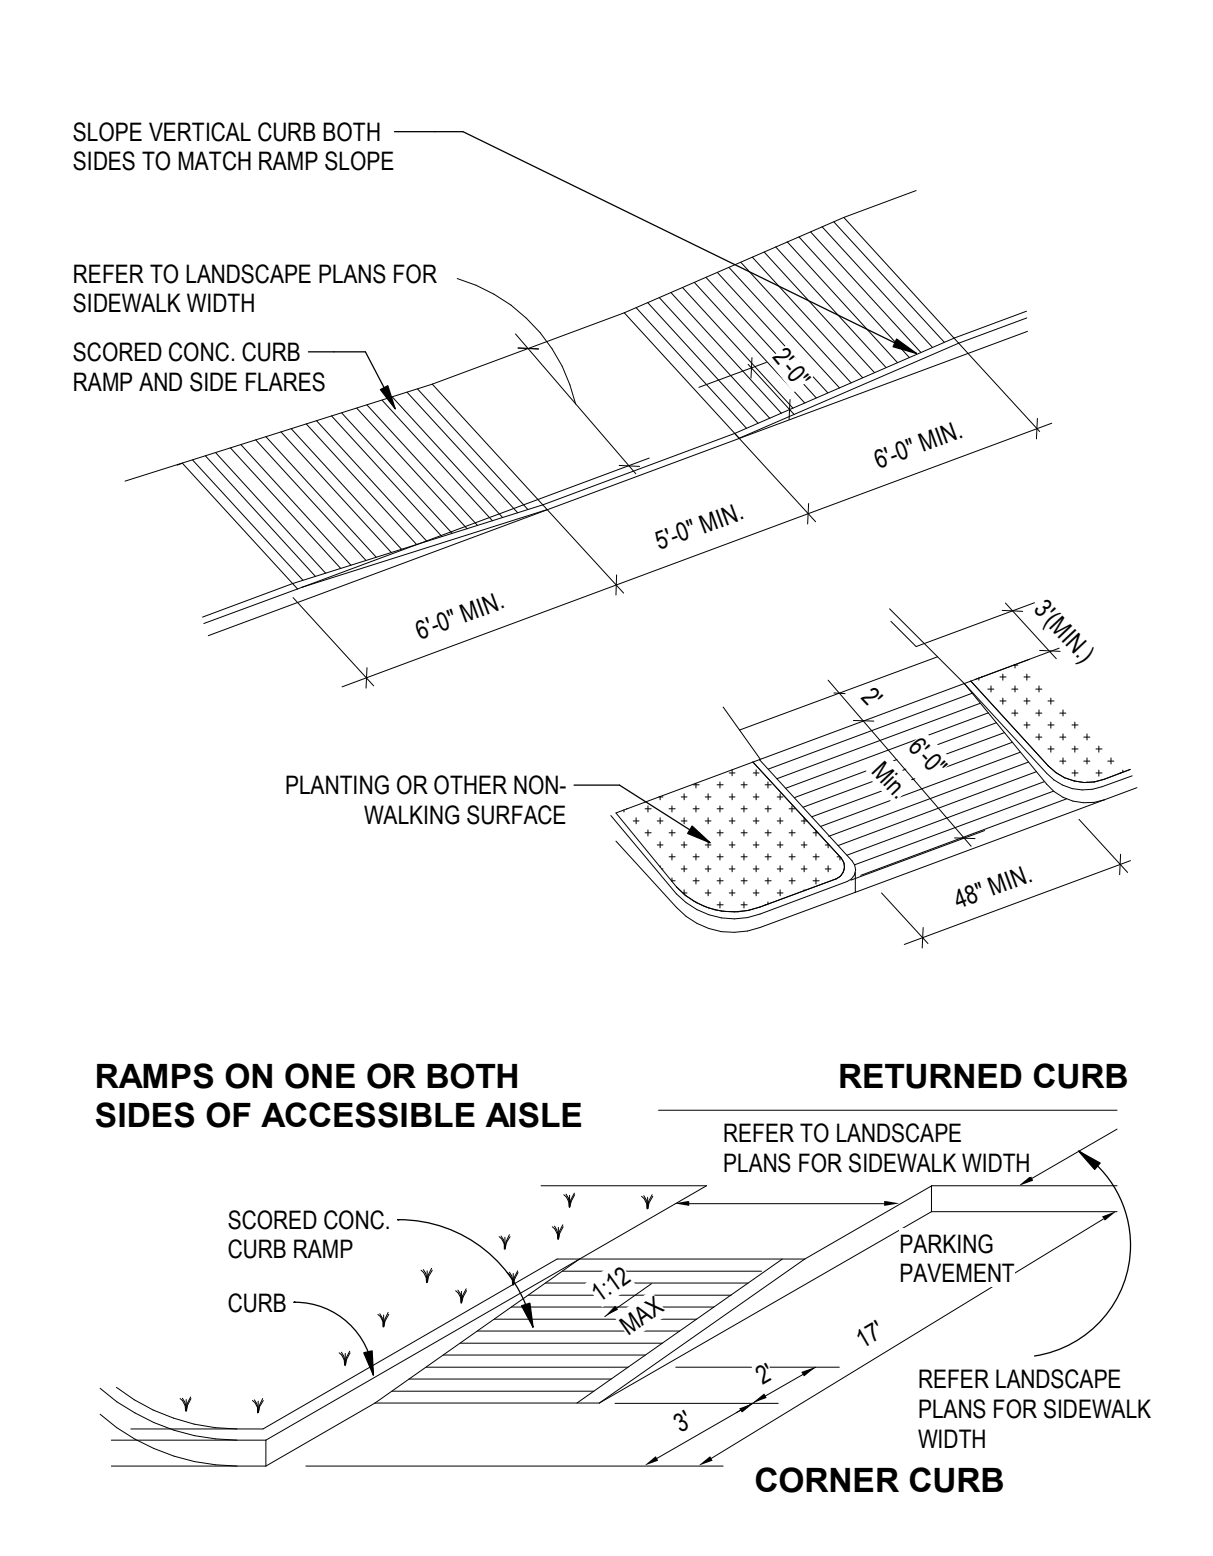 SLOPE VERTICAL CURB BOTH
SIDES TO MATCH RAMP SLOPE
REFER TO LANDSCAPE PLANS FOR
SIDEWALK WIDTH
SCORED CONC. CURB
RAMP AND SIDE FLARES
2'-0"
6'-0" MIN.
5'-0" MIN.
6'-0" MIN.
3'(MIN.)
2'
6'-0"
Min.
PLANTING OR OTHER NON-
WALKING SURFACE
48" MIN.
RAMPS ON ONE OR BOTH
SIDES OF ACCESSIBLE AISLE
RETURNED CURB
REFER TO LANDSCAPE
PLANS FOR SIDEWALK WIDTH
SCORED CONC.
CURB RAMP
CURB
1:12
MAX
PARKING
PAVEMENT
17'
2'
3'
REFER LANDSCAPE
PLANS FOR SIDEWALK
WIDTH
CORNER CURB